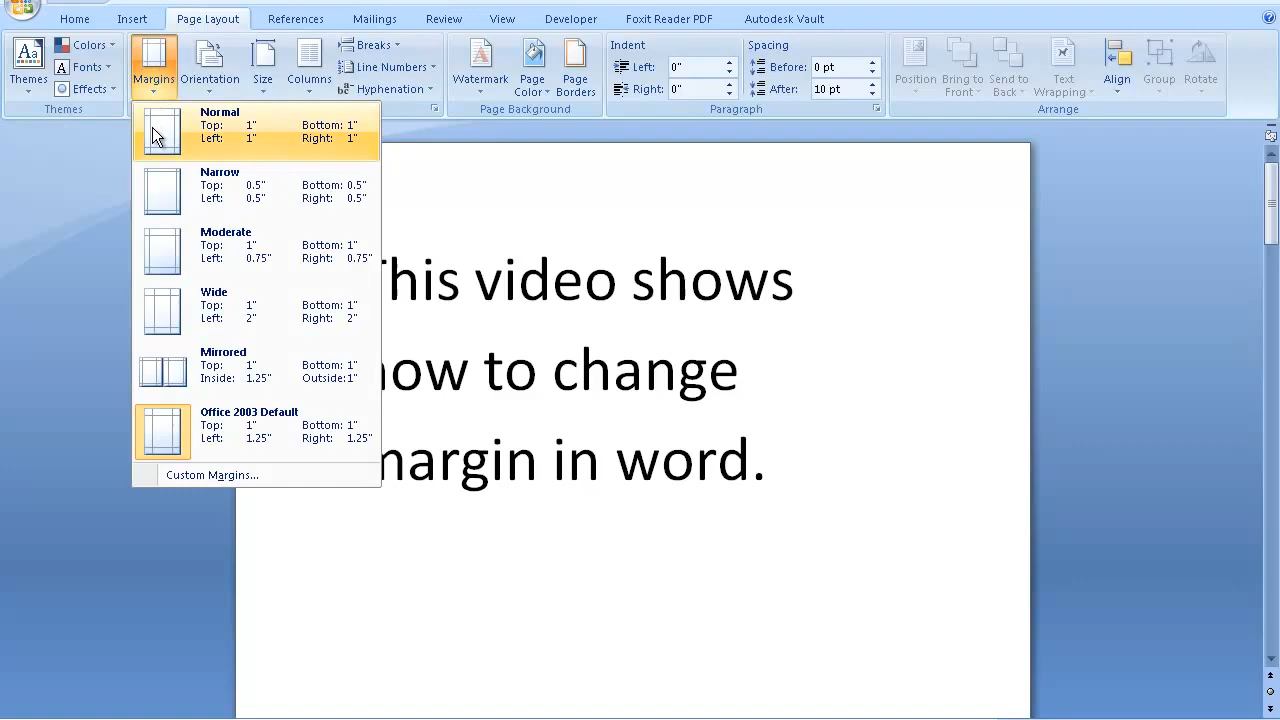 Home Insert Page Layout References Mailings Review View Developer Foxit Reader PDF Autodesk Vault
Themes
Colors
Fonts
Effects
Themes
Margins
Orientation
Size
Columns
Breaks
Line Numbers
Hyphenation
Watermark
Page Color
Page Borders
Page Background
Indent
Left: 0"
Right: 0"
Spacing
Before: 0 pt
After: 10 pt
Paragraph
Position
Bring to Front
Send to Back
Text Wrapping
Align
Group
Rotate
Arrange
Normal
Top: 1" Bottom: 1"
Left: 1" Right: 1"
Narrow
Top: 0.5" Bottom: 0.5"
Left: 0.5" Right: 0.5"
Moderate
Top: 1" Bottom: 1"
Left: 0.75" Right: 0.75"
Wide
Top: 1" Bottom: 1"
Left: 2" Right: 2"
Mirrored
Top: 1" Bottom: 1"
Inside: 1.25" Outside: 1"
Office 2003 Default
Top: 1" Bottom: 1"
Left: 1.25" Right: 1.25"
Custom Margins...
This video shows
how to change
margin in word.